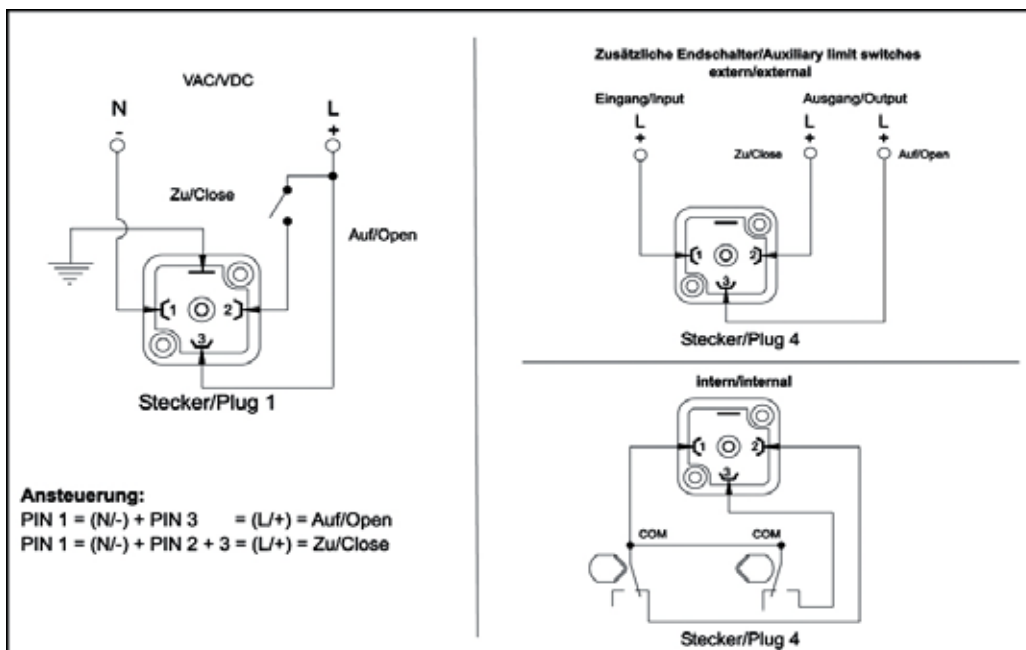 VAC/VDC
N
-
L
+
Zu/Close
Auf/Open
1
2
3
Stecker/Plug 1
Ansteuerung:
PIN 1 = (N/-) + PIN 3 = (L/+) = Auf/Open
PIN 1 = (N/-) + PIN 2 + 3 = (L/+) = Zu/Close
Zusätzliche Endschalter/Auxiliary limit switches
extern/external
Eingang/Input
Ausgang/Output
L
+
L
+
L
+
Zu/Close
Auf/Open
1
2
3
Stecker/Plug 4
intern/internal
1
2
3
COM
COM
Stecker/Plug 4